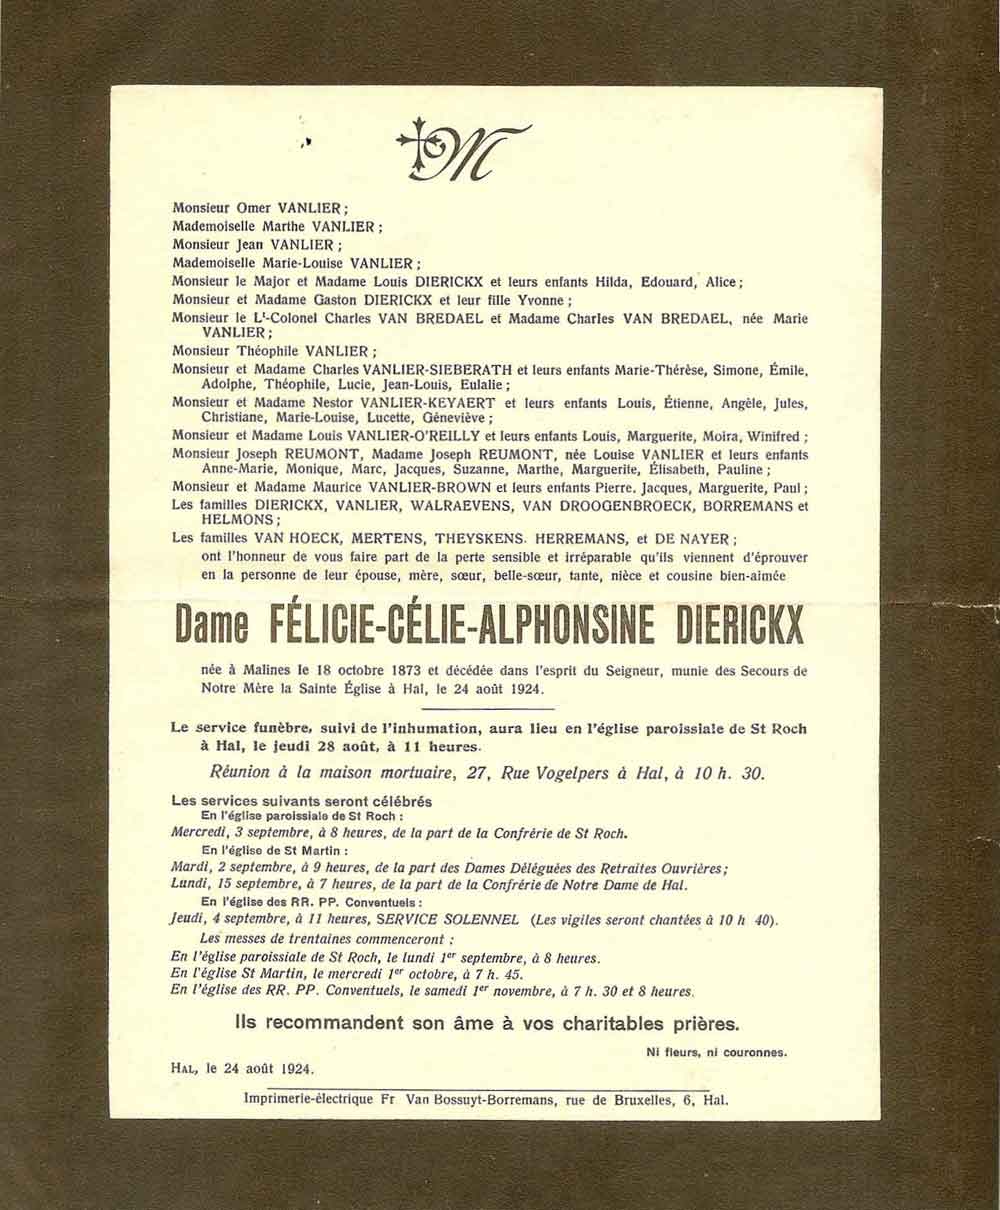 M
Monsieur Omer VANLIER ;
Mademoiselle Marthe VANLIER ;
Monsieur Jean VANLIER ;
Mademoiselle Marie-Louise VANLIER ;
Monsieur le Major et Madame Louis DIERICKX et leurs enfants Hilda, Edouard, Alice ;
Monsieur et Madame Gaston DIERICKX et leur fille Yvonne ;
Monsieur le Lt-Colonel Charles VAN BREDAEL et Madame Charles VAN BREDAEL, née Marie
VANLIER ;
Monsieur Théophile VANLIER ;
Monsieur et Madame Charles VANLIER-SIEBERATH et leurs enfants Marie-Thérèse, Simone, Émile,
Adolphe, Théophile, Lucie, Jean-Louis, Eulalie ;
Monsieur et Madame Nestor VANLIER-KEYAERT et leurs enfants Louis, Étienne, Angèle, Jules,
Christiane, Marie-Louise, Lucette, Géneviève ;
Monsieur et Madame Louis VANLIER-O'REILLY et leurs enfants Louis, Marguerite, Moira, Winifred ;
Monsieur Joseph REUMONT, Madame Joseph REUMONT, née Louise VANLIER et leurs enfants
Anne-Marie, Monique, Marc, Jacques, Suzanne, Marthe, Marguerite, Élisabeth, Pauline ;
Monsieur et Madame Maurice VANLIER-BROWN et leurs enfants Pierre. Jacques, Marguerite, Paul ;
Les familles DIERICKX, VANLIER, WALRAEVENS, VAN DROOGENBROECK, BORREMANS et
HELMONS ;
Les familles VAN HOECK, MERTENS, THEYSKENS. HERREMANS, et DE NAYER ;
ont l'honneur de vous faire part de la perte sensible et irréparable qu'ils viennent d'éprouver
en la personne de leur épouse, mère, sœur, belle-sœur, tante, nièce et cousine bien-aimée
Dame FÉLICIE-CÉLIE-ALPHONSINE DIERICKX
née à Malines le 18 octobre 1873 et décédée dans l'esprit du Seigneur, munie des Secours de
Notre Mère la Sainte Église à Hal, le 24 août 1924.
Le service funèbre, suivi de l'inhumation, aura lieu en l'église paroissiale de St Roch
à Hal, le jeudi 28 août, à 11 heures.
Réunion à la maison mortuaire, 27, Rue Vogelpers à Hal, à 10 h. 30.
Les services suivants seront célébrés
En l'église paroissiale de St Roch :
Mercredi, 3 septembre, à 8 heures, de la part de la Confrérie de St Roch.
En l'église de St Martin :
Mardi, 2 septembre, à 9 heures, de la part des Dames Déléguées des Retraites Ouvrières ;
Lundi, 15 septembre, à 7 heures, de la part de la Confrérie de Notre Dame de Hal.
En l'église des RR. PP. Conventuels :
Jeudi, 4 septembre, à 11 heures, SERVICE SOLENNEL (Les vigiles seront chantées à 10 h 40).
Les messes de trentaines commenceront :
En l'église paroissiale de St Roch, le lundi 1er septembre, à 8 heures.
En l'église St Martin, le mercredi 1er octobre, à 7 h. 45.
En l'église des RR. PP. Conventuels, le samedi 1er novembre, à 7 h. 30 et 8 heures.
Ils recommandent son âme à vos charitables prières.
Ni fleurs, ni couronnes.
HAL, le 24 août 1924.
Imprimerie-électrique Fr Van Bossuyt-Borremans, rue de Bruxelles, 6, Hal.